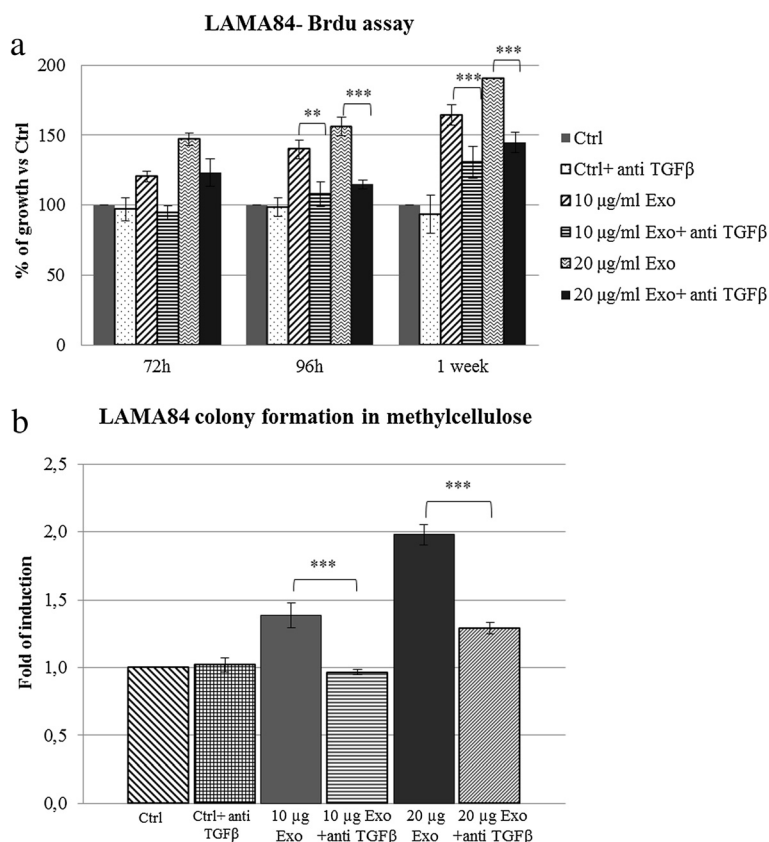 LAMA84- Brdu assay
a
% of growth vs Ctrl
200
150
100
50
0
** *** *** ***
72h 96h 1 week
Ctrl
Ctrl+ anti TGFβ
10 µg/ml Exo
10 µg/ml Exo+ anti TGFβ
20 µg/ml Exo
20 µg/ml Exo+ anti TGFβ
b
LAMA84 colony formation in methylcellulose
Fold of induction
2,5
2,0
1,5
1,0
0,5
0,0
*** ***
Ctrl
Ctrl+ anti
TGFβ
10 µg
Exo
10 µg Exo
+anti TGFβ
20 µg
Exo
20 µg Exo
+anti TGFβ